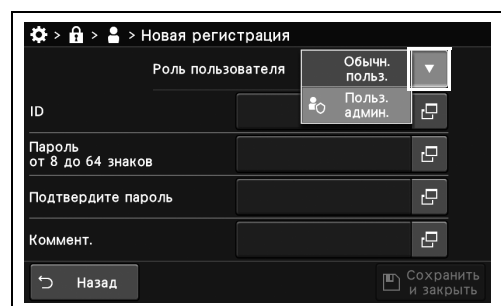 > > > Новая регистрация
Роль пользователя
Обычн.
польз.
Польз.
админ.
ID
Пароль
от 8 до 64 знаков
Подтвердите пароль
Коммент.
Назад
Сохранить
и закрыть